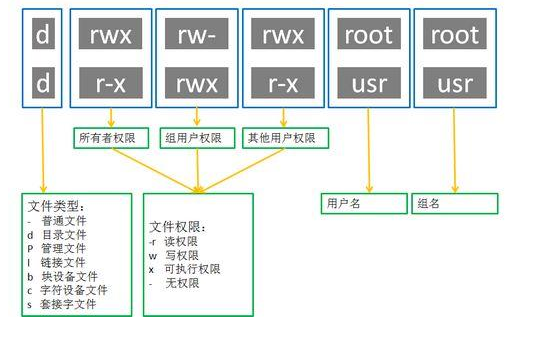 d rwx rw- rwx root root
d r-x rwx r-x usr usr
所有者权限 组用户权限 其他用户权限
用户名 组名
文件类型：
- 普通文件
d 目录文件
P 管理文件
l 链接文件
b 块设备文件
c 字符设备文件
s 套接字文件
文件权限：
-r 读权限
w 写权限
x 可执行权限
- 无权限